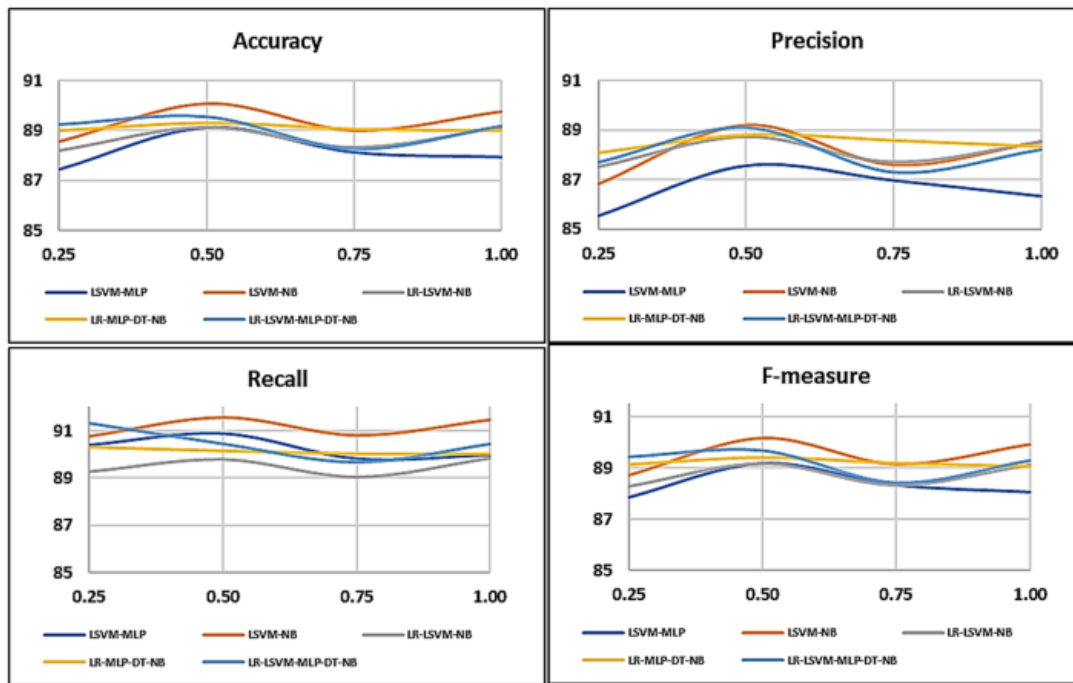 Accuracy
91
89
87
85
0.25 0.50 0.75 1.00
LSVM-MLP LSVM-NB LR-LSVM-NB
LR-MLP-DT-NB LR-LSVM-MLP-DT-NB
Precision
91
89
87
85
0.25 0.50 0.75 1.00
LSVM-MLP LSVM-NB LR-LSVM-NB
LR-MLP-DT-NB LR-LSVM-MLP-DT-NB
Recall
91
89
87
85
0.25 0.50 0.75 1.00
LSVM-MLP LSVM-NB LR-LSVM-NB
LR-MLP-DT-NB LR-LSVM-MLP-DT-NB
F-measure
91
89
87
85
0.25 0.50 0.75 1.00
LSVM-MLP LSVM-NB LR-LSVM-NB
LR-MLP-DT-NB LR-LSVM-MLP-DT-NB